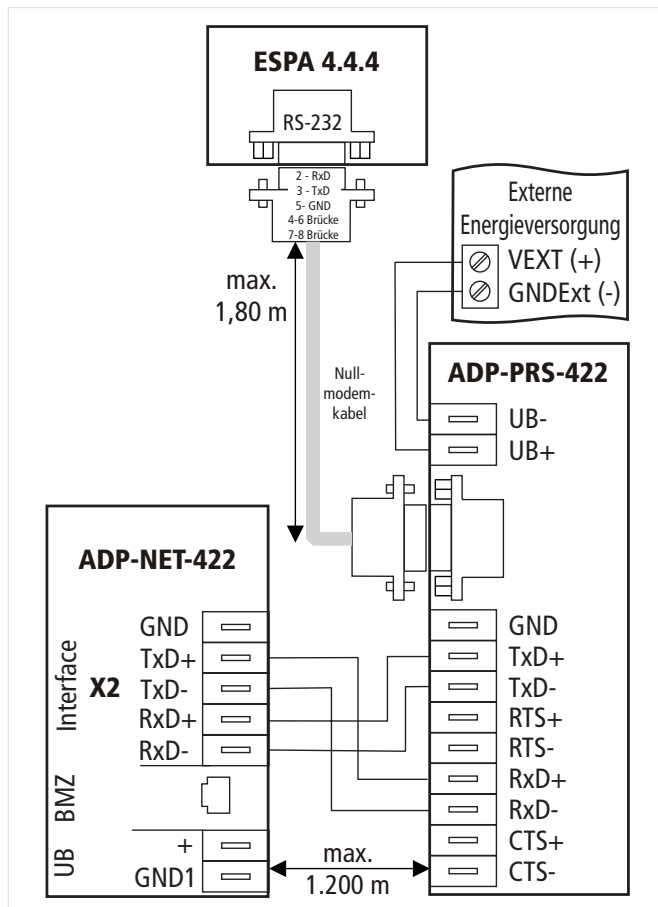 ESPA 4.4.4
RS-232
2 - RxD
3 - TxD
5- GND
4-6 Brücke
7-8 Brücke
Externe
Energieversorgung
VEXT (+)
GNDExt (-)
max.
1,80 m
Null-
modem-
kabel
ADP-PRS-422
UB-
UB+
ADP-NET-422
Interface
X2
GND
TxD+
TxD-
RxD+
RxD-
BMZ
UB
+
GND1
GND
TxD+
TxD-
RTS+
RTS-
RxD+
RxD-
CTS+
CTS-
max.
1.200 m